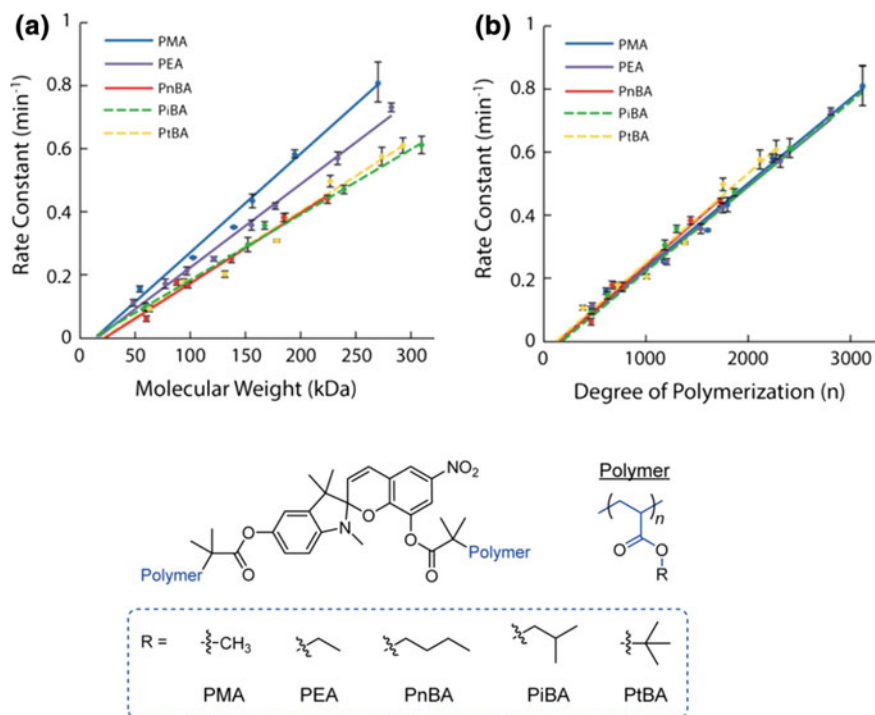 (a)
1
0.8
0.6
0.4
0.2
0
Rate Constant (min⁻¹)
PMA
PEA
PnBA
PiBA
PtBA
0 50 100 150 200 250 300
Molecular Weight (kDa)
(b)
1
0.8
0.6
0.4
0.2
0
Rate Constant (min⁻¹)
PMA
PEA
PnBA
PiBA
PtBA
0 1000 2000 3000
Degree of Polymerization (n)
NO₂
O
N
O
O
O
O
O
Polymer
Polymer
Polymer
n
O
O
R
R =
CH₃
PMA PEA PnBA PiBA PtBA